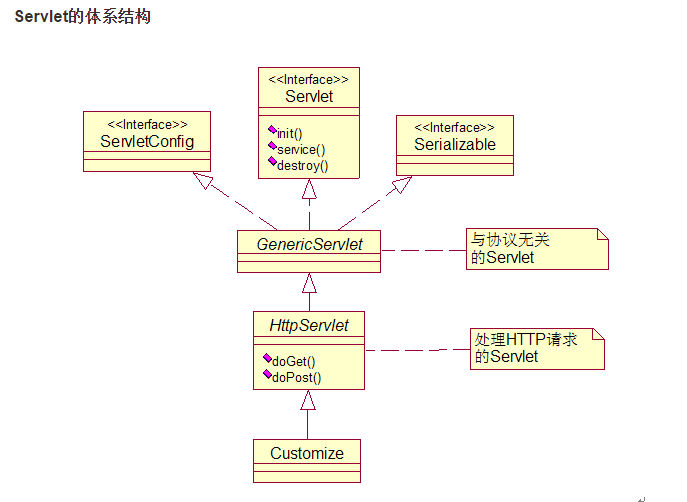 Servlet的体系结构
<<Interface>>
Servlet
init()
service()
destroy()
<<Interface>>
ServletConfig
<<Interface>>
Serializable
GenericServlet
与协议无关
的Servlet
HttpServlet
doGet()
doPost()
处理HTTP请求
的Servlet
Customize